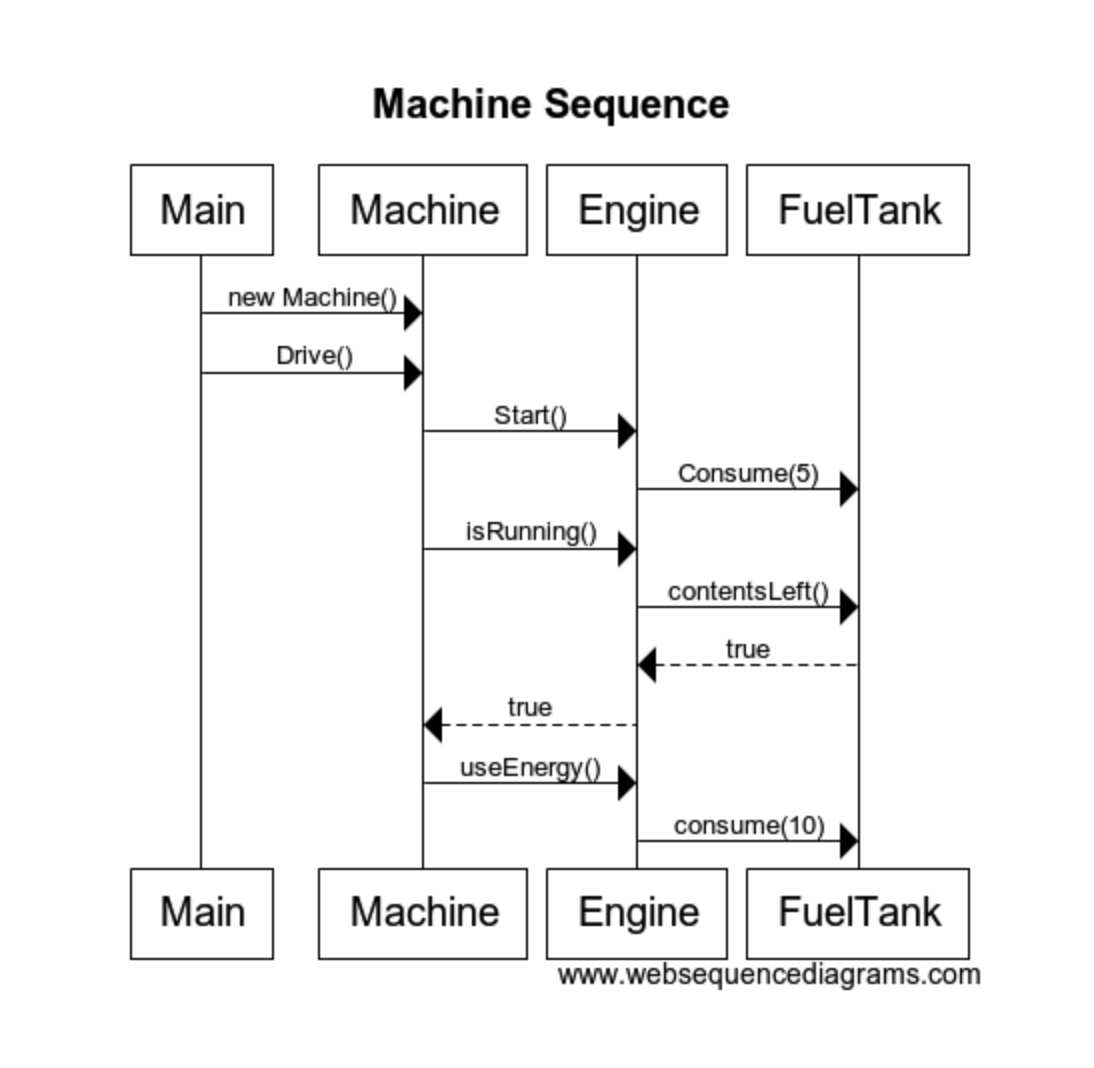 Machine Sequence
Main Machine Engine FuelTank
new Machine()
Drive()
Start()
Consume(5)
isRunning()
contentsLeft()
true
true
useEnergy()
consume(10)
Main Machine Engine FuelTank
www.websequencediagrams.com